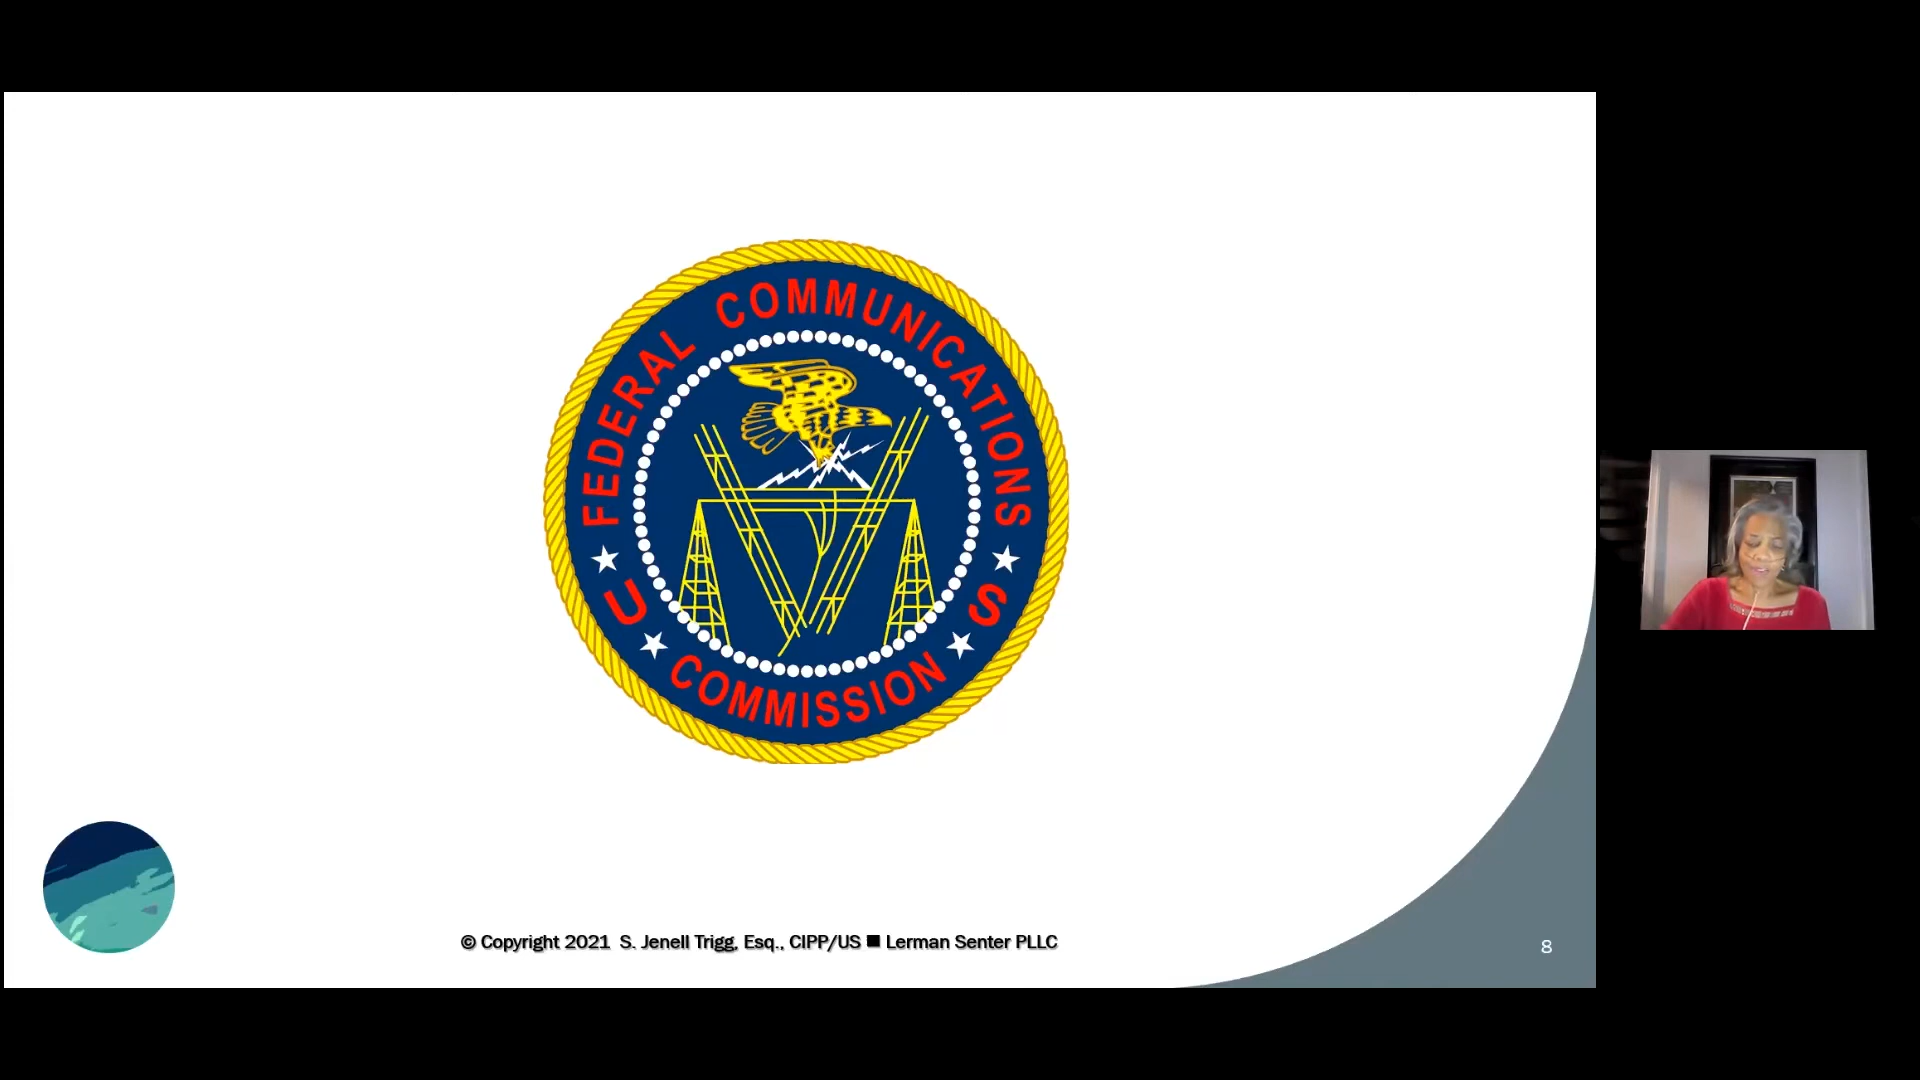 FEDERAL COMMUNICATIONS
U S
COMMISSION
© Copyright 2021 S. Jenell Trigg, Esq., CIPP/US ■ Lerman Senter PLLC
8